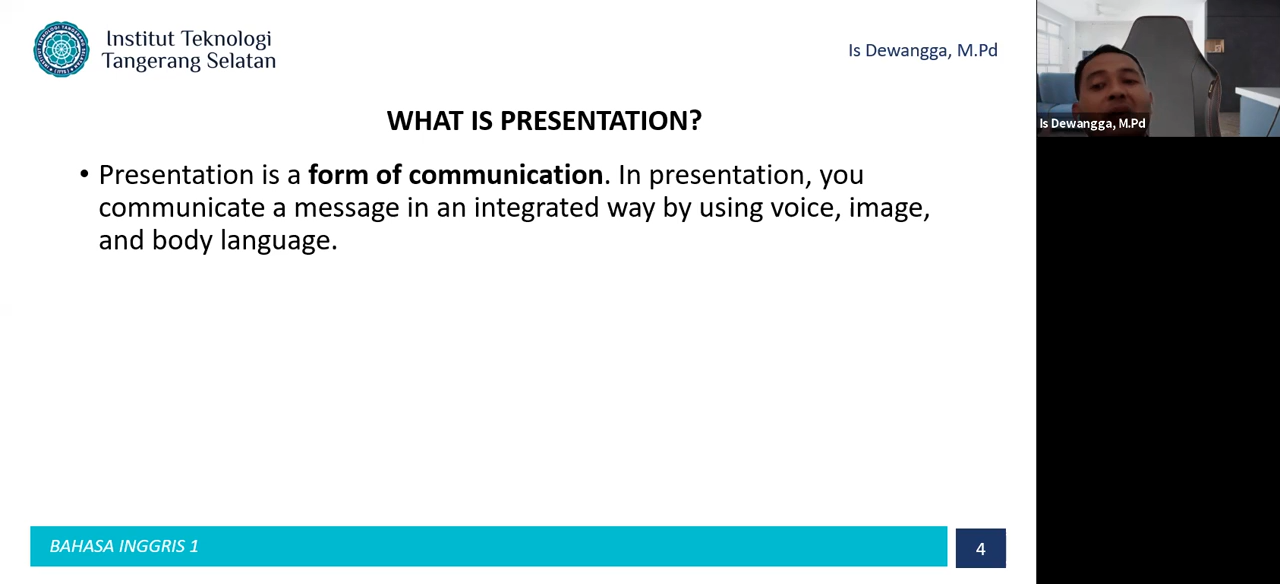 Institut Teknologi
Tangerang Selatan
Is Dewangga, M.Pd
Is Dewangga, M.Pd
WHAT IS PRESENTATION?
• Presentation is a form of communication. In presentation, you
communicate a message in an integrated way by using voice, image,
and body language.
BAHASA INGGRIS 1
4